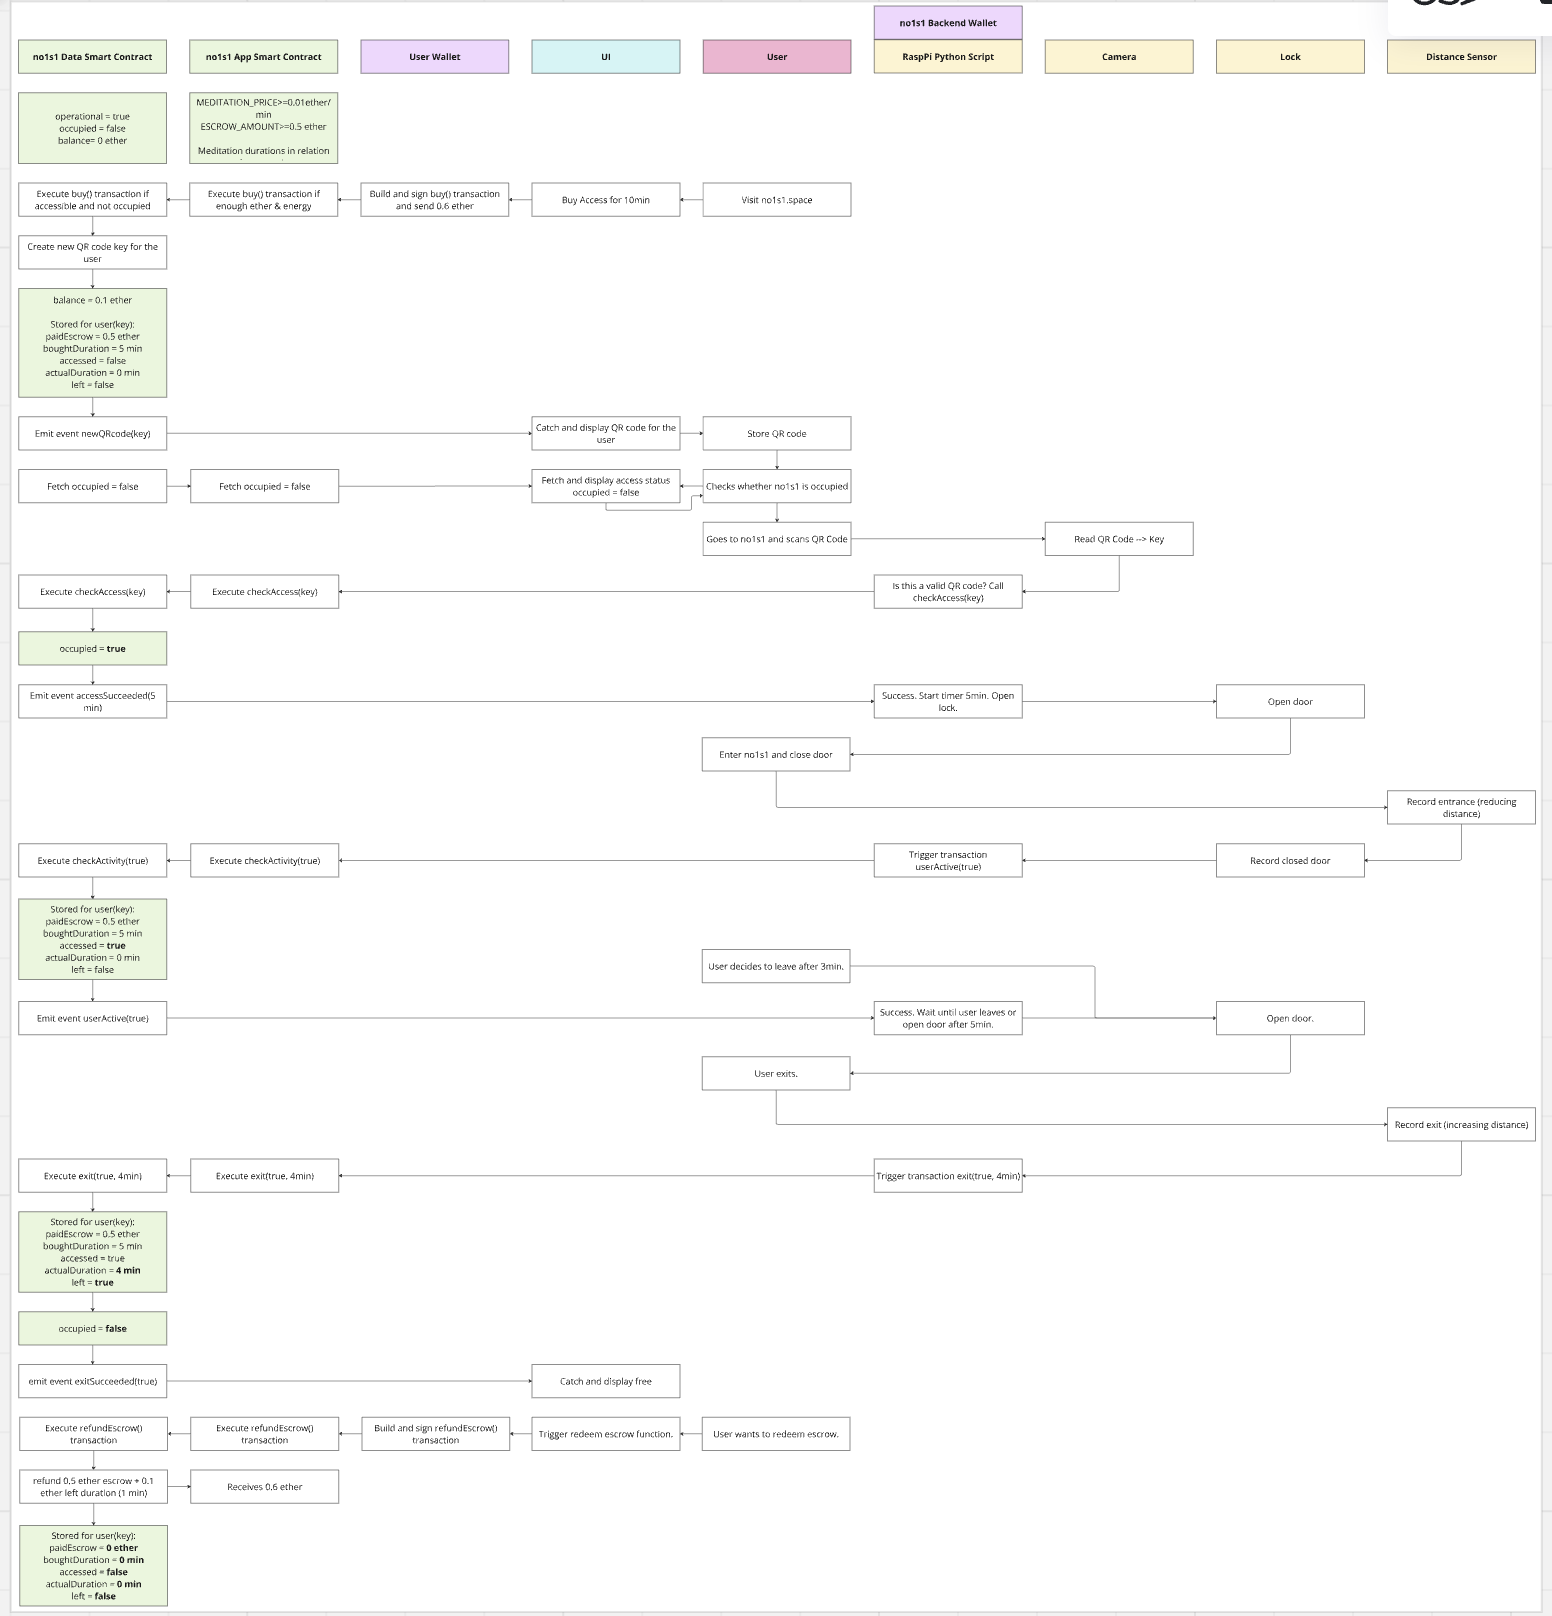 no1s1 Backend Wallet
no1s1 Data Smart Contract
no1s1 App Smart Contract
User Wallet
UI
User
RaspPi Python Script
Camera
Lock
Distance Sensor
operational = true
occupied = false
balance= 0 ether
MEDITATION_PRICE>=0.01ether/
min
ESCROW_AMOUNT>=0.5 ether
Meditation durations in relation
Execute buy() transaction if
accessible and not occupied
Execute buy() transaction if
enough ether & energy
Build and sign buy() transaction
and send 0.6 ether
Buy Access for 10min
Visit no1s1.space
Create new QR code key for the
user
balance = 0.1 ether
Stored for user(key):
paidEscrow = 0.5 ether
boughtDuration = 5 min
accessed = false
actualDuration = 0 min
left = false
Emit event newQRcode(key)
Catch and display QR code for the
user
Store QR code
Fetch occupied = false
Fetch occupied = false
Fetch and display access status
occupied = false
Checks whether no1s1 is occupied
Goes to no1s1 and scans QR Code
Read QR Code --> Key
Execute checkAccess(key)
Execute checkAccess(key)
Is this a valid QR code? Call
checkAccess(key)
occupied = true
Emit event accessSucceeded(5
min)
Success. Start timer 5min. Open
lock.
Open door
Enter no1s1 and close door
Record entrance (reducing
distance)
Execute checkActivity(true)
Execute checkActivity(true)
Trigger transaction
userActive(true)
Record closed door
Stored for user(key):
paidEscrow = 0.5 ether
boughtDuration = 5 min
accessed = true
actualDuration = 0 min
left = false
User decides to leave after 3min.
Emit event userActive(true)
Success. Wait until user leaves or
open door after 5min.
Open door.
User exits.
Record exit (increasing distance)
Execute exit(true, 4min)
Execute exit(true, 4min)
Trigger transaction exit(true, 4min)
Stored for user(key):
paidEscrow = 0.5 ether
boughtDuration = 5 min
accessed = true
actualDuration = 4 min
left = true
occupied = false
emit event exitSucceeded(true)
Catch and display free
Execute refundEscrow()
transaction
Execute refundEscrow()
transaction
Build and sign refundEscrow()
transaction
Trigger redeem escrow function.
User wants to redeem escrow.
refund 0.5 ether escrow + 0.1
ether left duration (1 min)
Receives 0.6 ether
Stored for user(key):
paidEscrow = 0 ether
boughtDuration = 0 min
accessed = false
actualDuration = 0 min
left = false